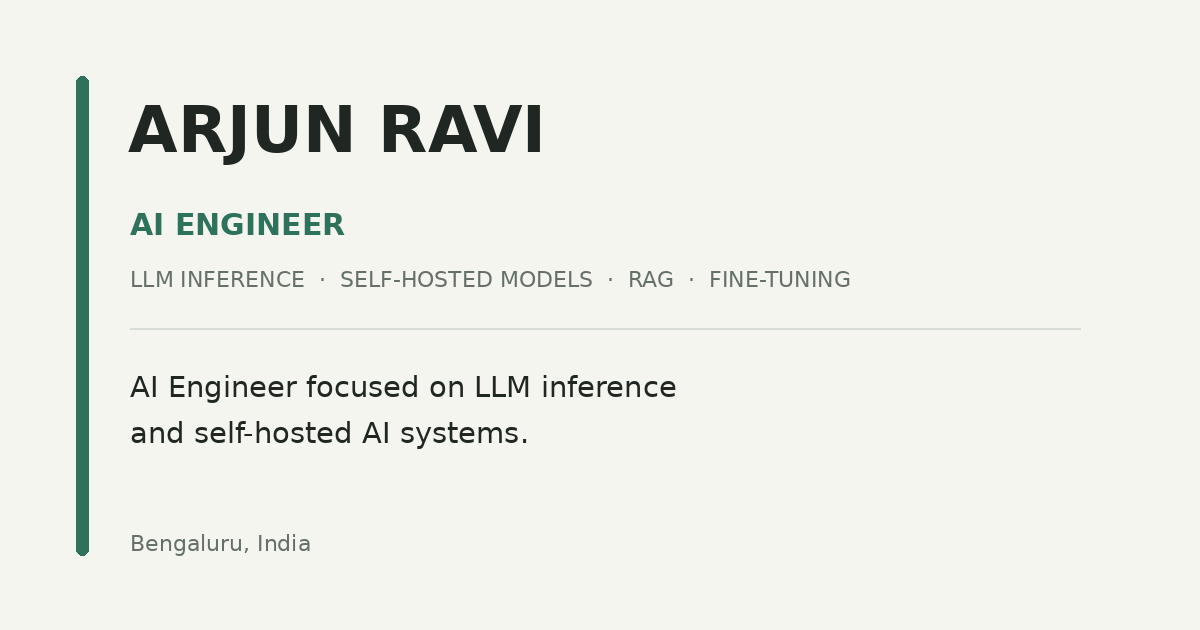 ARJUN RAVI
AI ENGINEER
LLM INFERENCE · SELF-HOSTED MODELS · RAG · FINE-TUNING
AI Engineer focused on LLM inference
and self-hosted AI systems.
Bengaluru, India